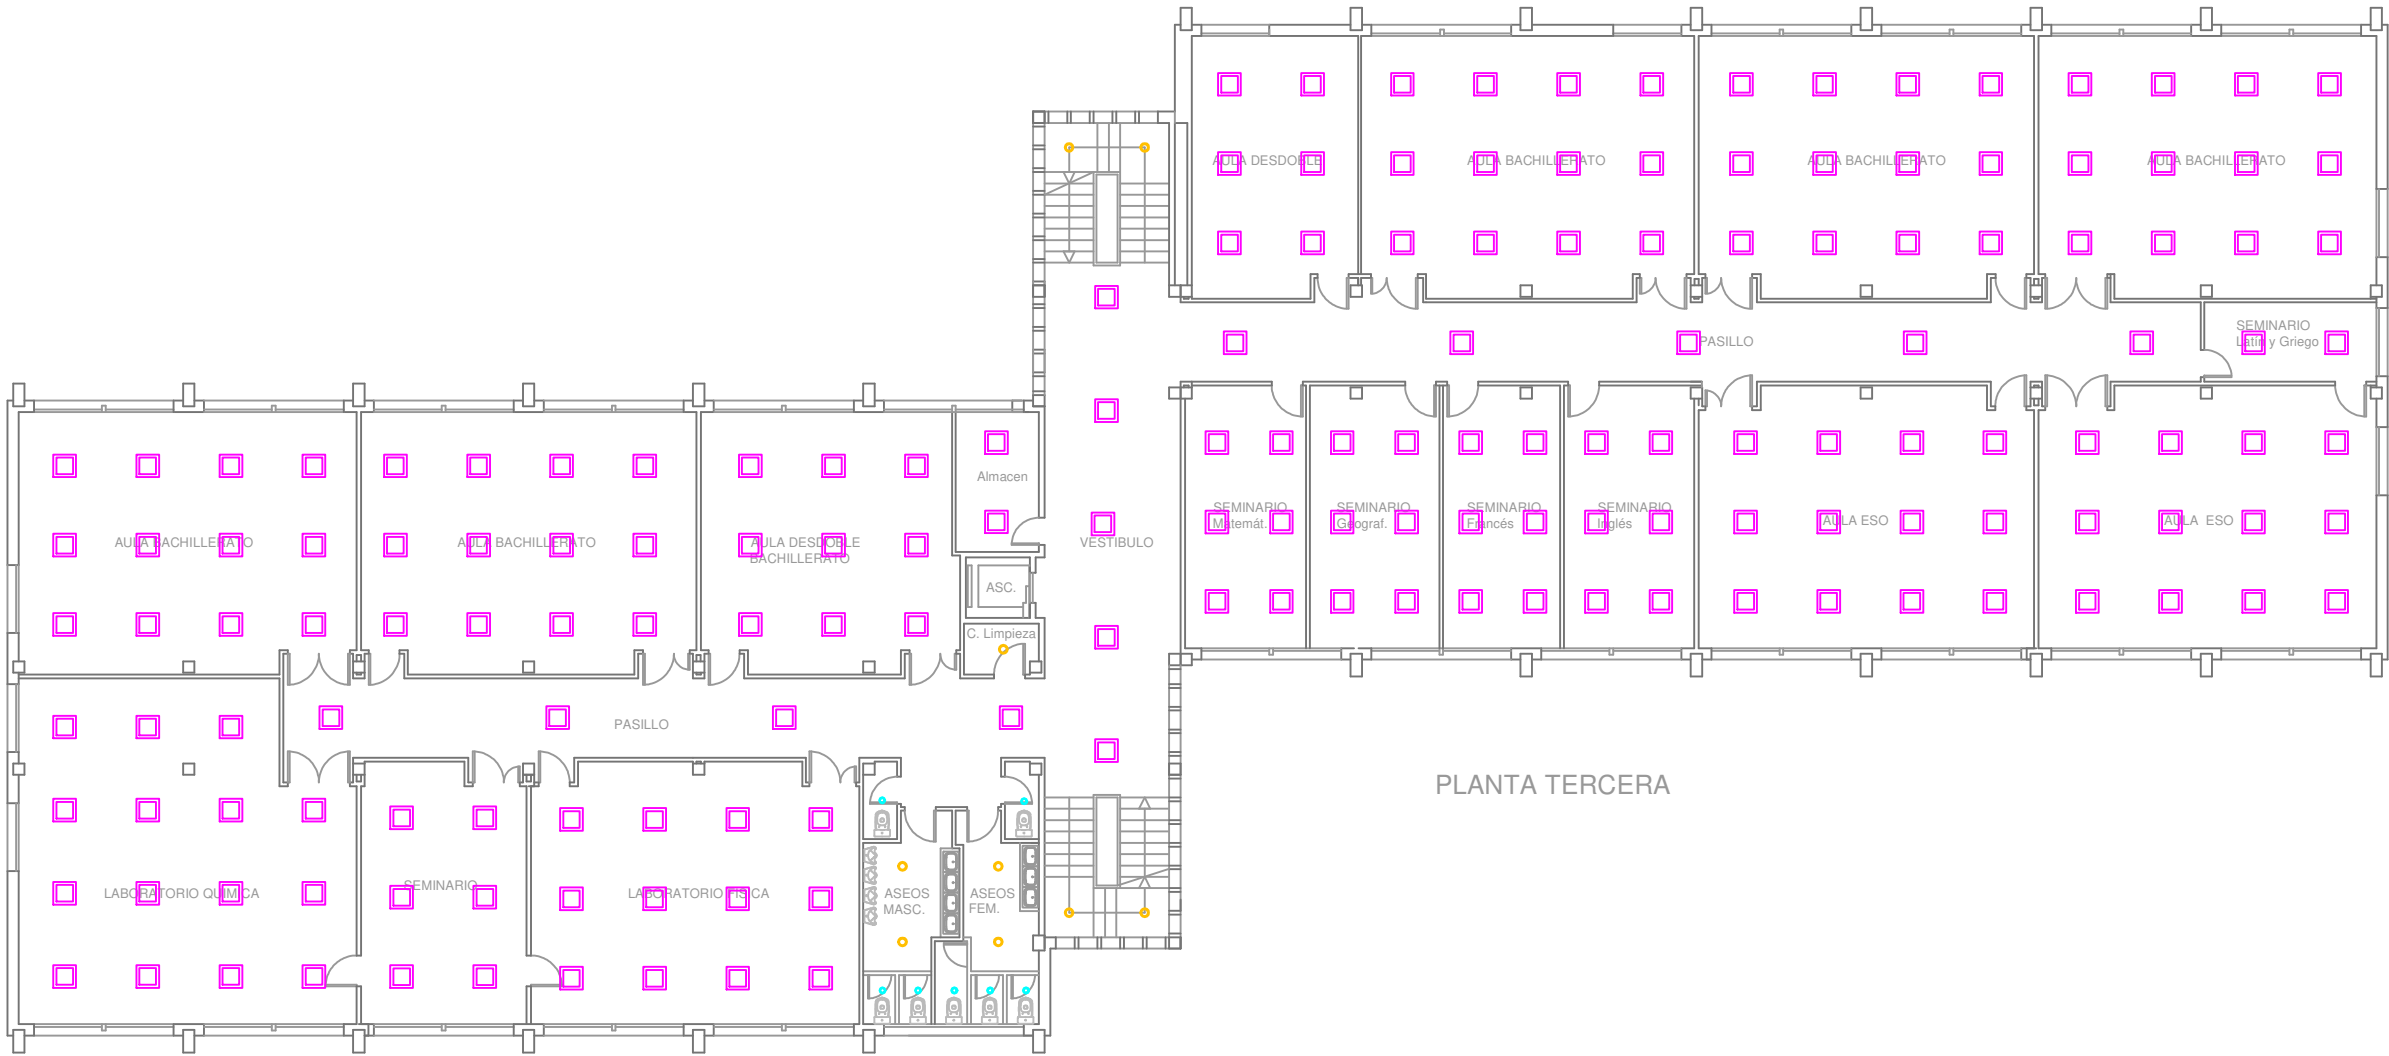 AULA DESDOBLE
AULA BACHILLERATO
AULA BACHILLERATO
AULA BACHILLERATO
PASILLO
SEMINARIO
Latín y Griego
SEMINARIO
Matemát.
SEMINARIO
Geograf.
SEMINARIO
Francés
SEMINARIO
Inglés
AULA ESO
AULA ESO
AULA BACHILLERATO
AULA BACHILLERATO
AULA DESDOBLE
BACHILLERATO
Almacen
VESTIBULO
ASC.
C. Limpieza
PASILLO
PLANTA TERCERA
LABORATORIO QUIMICA
SEMINARIO
LABORATORIO FISICA
ASEOS
MASC.
ASEOS
FEM.